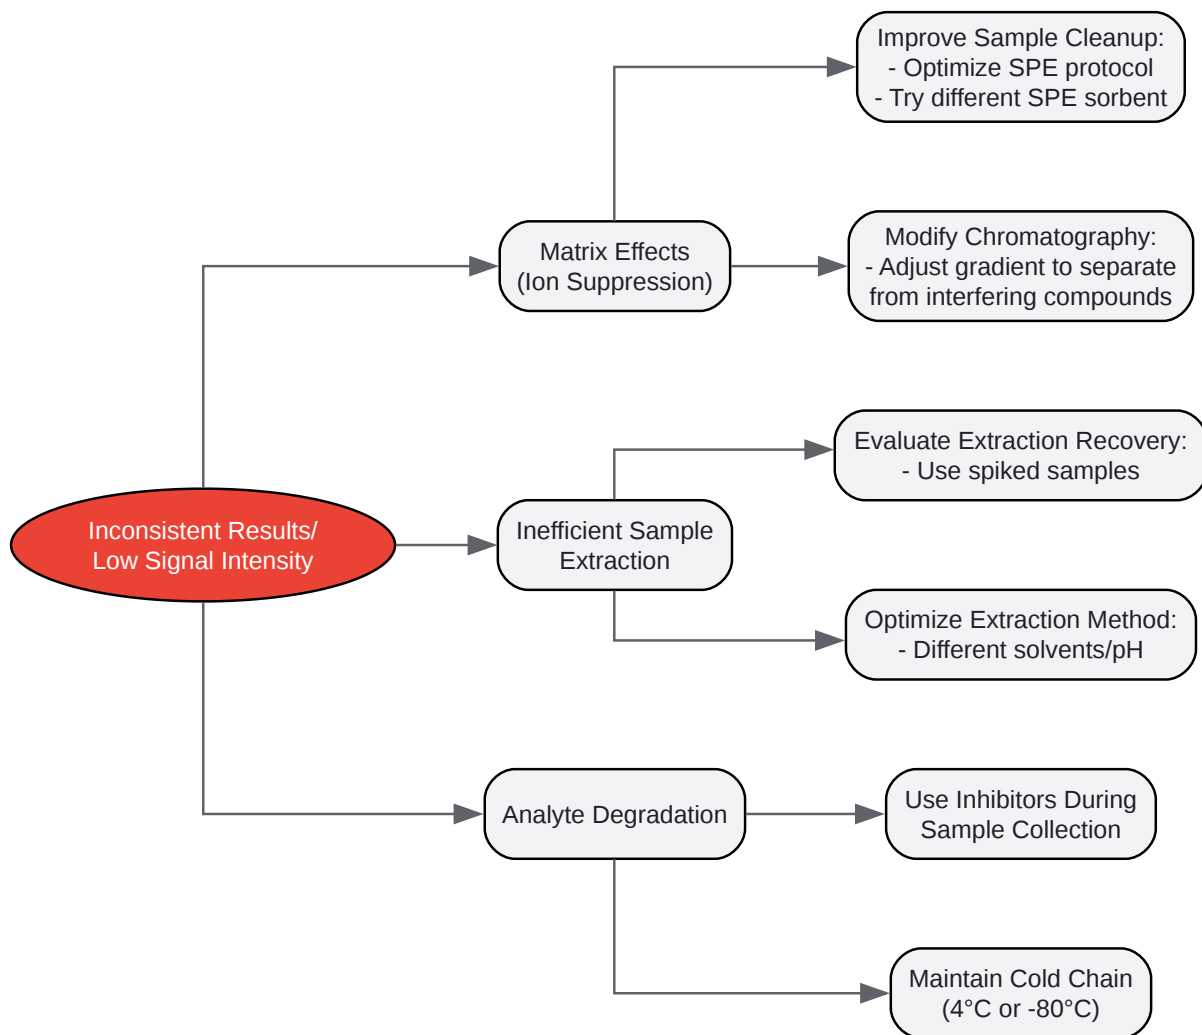 Improve Sample Cleanup:
- Optimize SPE protocol
- Try different SPE sorbent
Matrix Effects
(Ion Suppression)
Modify Chromatography:
- Adjust gradient to separate
from interfering compounds
Evaluate Extraction Recovery:
- Use spiked samples
Inconsistent Results/
Low Signal Intensity
Inefficient Sample
Extraction
Optimize Extraction Method:
- Different solvents/pH
Analyte Degradation
Use Inhibitors During
Sample Collection
Maintain Cold Chain
(4°C or -80°C)